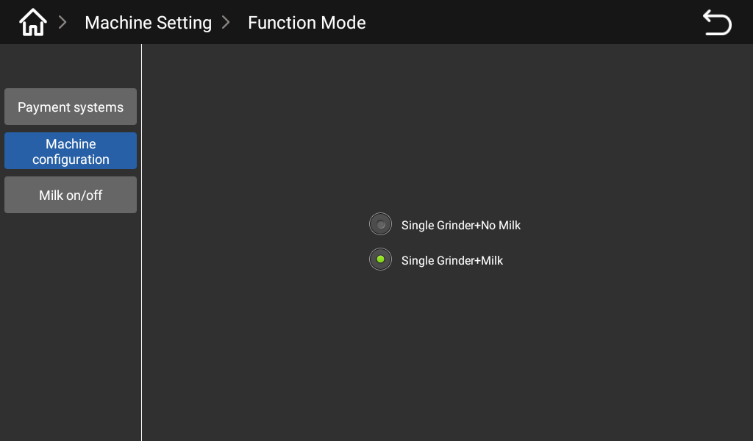 Machine Setting > Function Mode
Payment systems
Machine
configuration
Milk on/off
Single Grinder+No Milk
Single Grinder+Milk